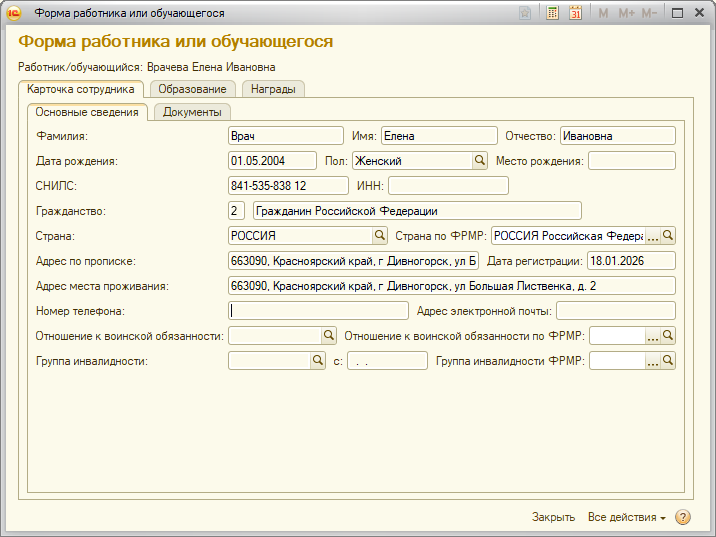 Форма работника или обучающегося
M M+ M-
Форма работника или обучающегося
Работник/обучающийся: Врачева Елена Ивановна
Карточка сотрудника Образование Награды
Основные сведения Документы
Фамилия: Врач Имя: Елена Отчество: Ивановна
Дата рождения: 01.05.2004 Пол: Женский Место рождения:
СНИЛС: 841-535-838 12 ИНН:
Гражданство: 2 Гражданин Российской Федерации
Страна: РОССИЯ Страна по ФРМР: РОССИЯ Российская Федера ...
Адрес по прописке: 663090, Красноярский край, г Дивногорск, ул Б Дата регистрации: 18.01.2026
Адрес места проживания: 663090, Красноярский край, г Дивногорск, ул Большая Лиственка, д. 2
Номер телефона: Адрес электронной почты:
Отношение к воинской обязанности: Отношение к воинской обязанности по ФРМР: ...
Группа инвалидности: с: . . Группа инвалидности ФРМР: ...
Закрыть Все действия ?